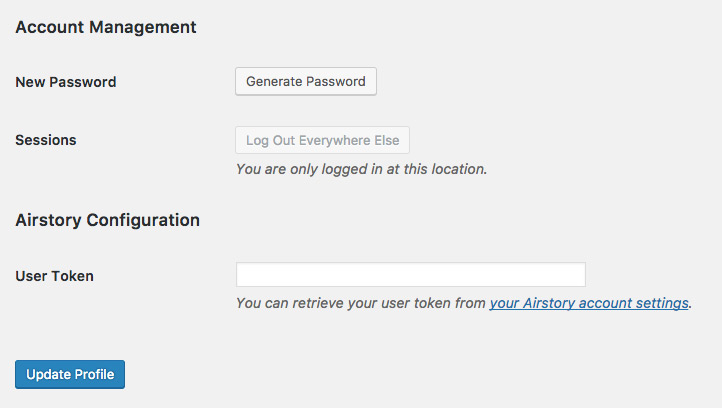 Account Management
New Password
Generate Password
Sessions
Log Out Everywhere Else
You are only logged in at this location.
Airstory Configuration
User Token
You can retrieve your user token from your Airstory account settings.
Update Profile